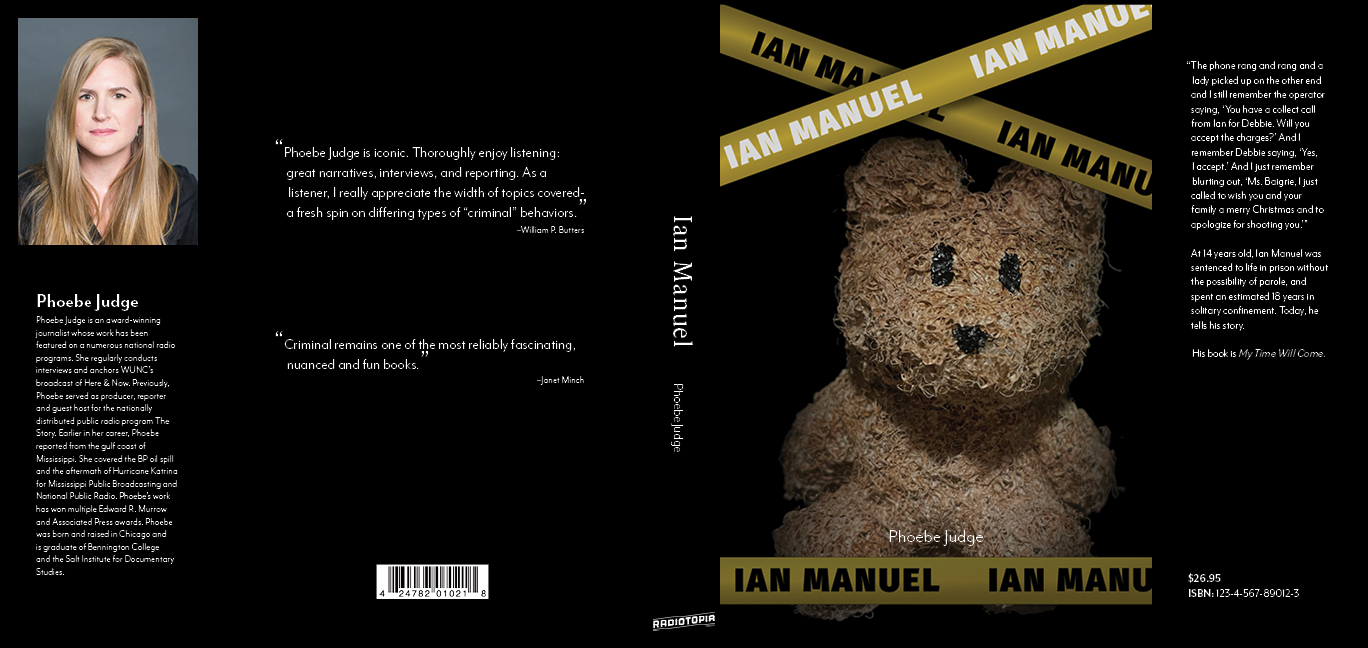 Phoebe Judge
Phoebe Judge is an award-winning
journalist whose work has been
featured on a numerous national radio
programs. She regularly conducts
interviews and anchors WUNC's
broadcast of Here & Now. Previously,
Phoebe served as producer, reporter
and guest host for the nationally
distributed public radio program The
Story. Earlier in her career, Phoebe
reported from the gulf coast of
Mississippi. She covered the BP oil spill
and the aftermath of Hurricane Katrina
for Mississippi Public Broadcasting and
National Public Radio. Phoebe's work
has won multiple Edward R. Murrow
and Associated Press awards. Phoebe
was born and raised in Chicago and
is graduate of Bennington College
and the Salt Institute for Documentary
Studies.
“Phoebe Judge is iconic. Thoroughly enjoy listening:
great narratives, interviews, and reporting. As a
listener, I really appreciate the width of topics covered-
a fresh spin on differing types of “criminal” behaviors.”
–William P. Butters
“Criminal remains one of the most reliably fascinating,
nuanced and fun books.”
–Janet Minch
4 24782 01021 8
Ian Manuel
Phoebe Judge
RADIOTOPIA
IAN MANUEL
IAN MANU
IAN MANUEL IAN MANUE
Phoebe Judge
IAN MANUEL IAN MANU
“The phone rang and rang and a
lady picked up on the other end
and I still remember the operator
saying, ‘You have a collect call
from Ian for Debbie. Will you
accept the charges?’ And I
remember Debbie saying, ‘Yes,
I accept.’ And I just remember
blurting out, ‘Ms. Baigrie, I just
called to wish you and your
family a merry Christmas and to
apologize for shooting you.’”
At 14 years old, Ian Manuel was
sentenced to life in prison without
the possibility of parole, and
spent an estimated 18 years in
solitary confinement. Today, he
tells his story.
His book is My Time Will Come.
$26.95
ISBN: 123-4-567-89012-3